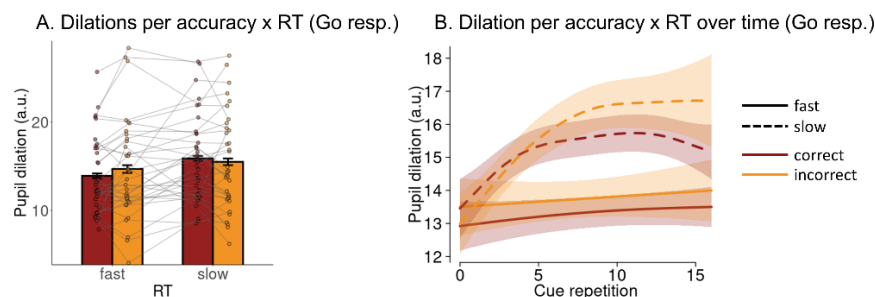 A. Dilations per accuracy x RT (Go resp.)
Pupil dilation (a.u.)
20
10
fast
slow
RT
B. Dilation per accuracy x RT over time (Go resp.)
Pupil dilation (a.u.)
18
17
16
15
14
13
12
0
5
10
15
Cue repetition
fast
slow
correct
incorrect